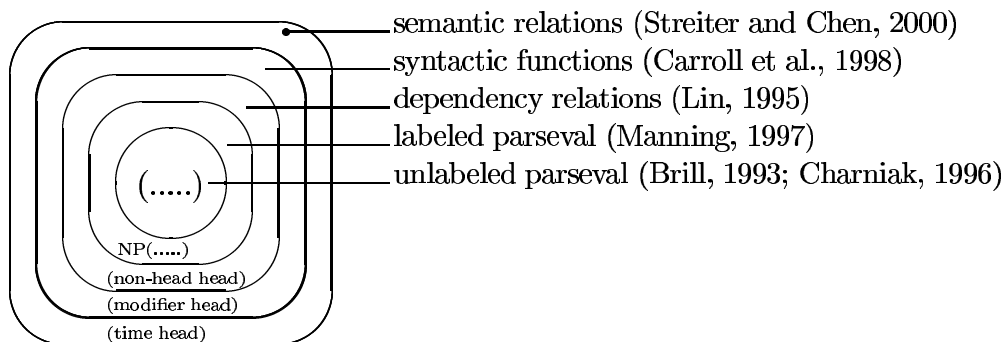 semantic relations (Streiter and Chen, 2000)
syntactic functions (Carroll et al., 1998)
dependency relations (Lin, 1995)
labeled parseval (Manning, 1997)
unlabeled parseval (Brill, 1993; Charniak, 1996)
(.....)
NP(.....)
(non-head head)
(modifier head)
(time head)